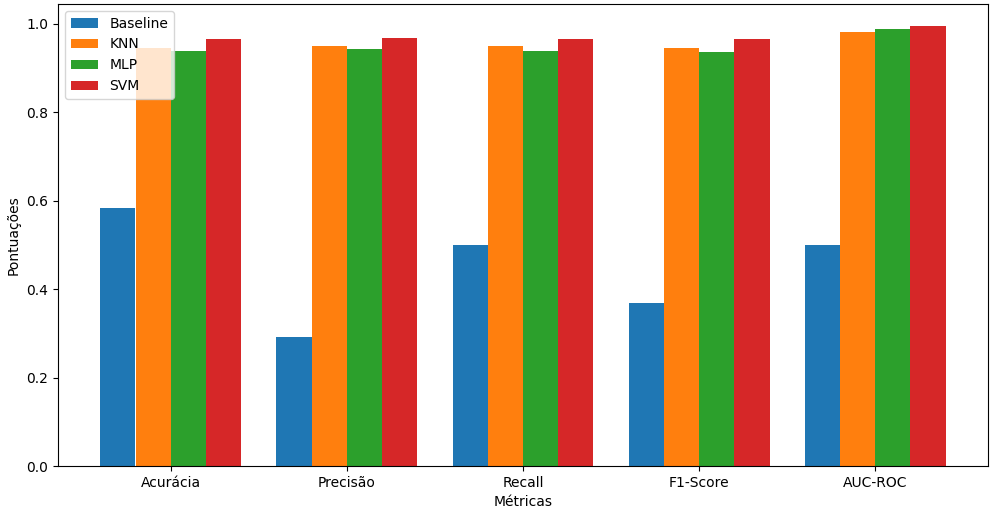 Baseline
KNN
MLP
SVM
1.0
0.8
0.6
0.4
0.2
0.0
Pontuações
Acurácia Precisão Recall F1-Score AUC-ROC
Métricas